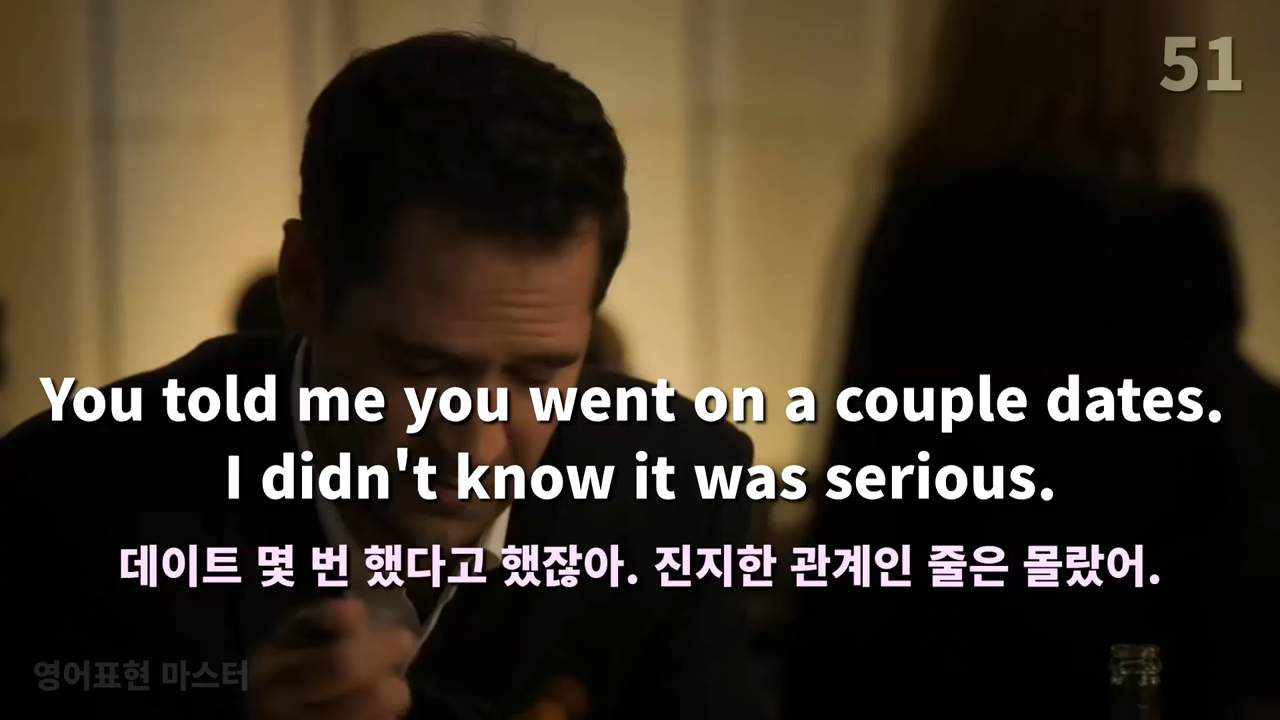 51
You told me you went on a couple dates.
I didn't know it was serious.
데이트 몇 번 했다고 했잖아. 진지한 관계인 줄은 몰랐어.
영어표현 마스터